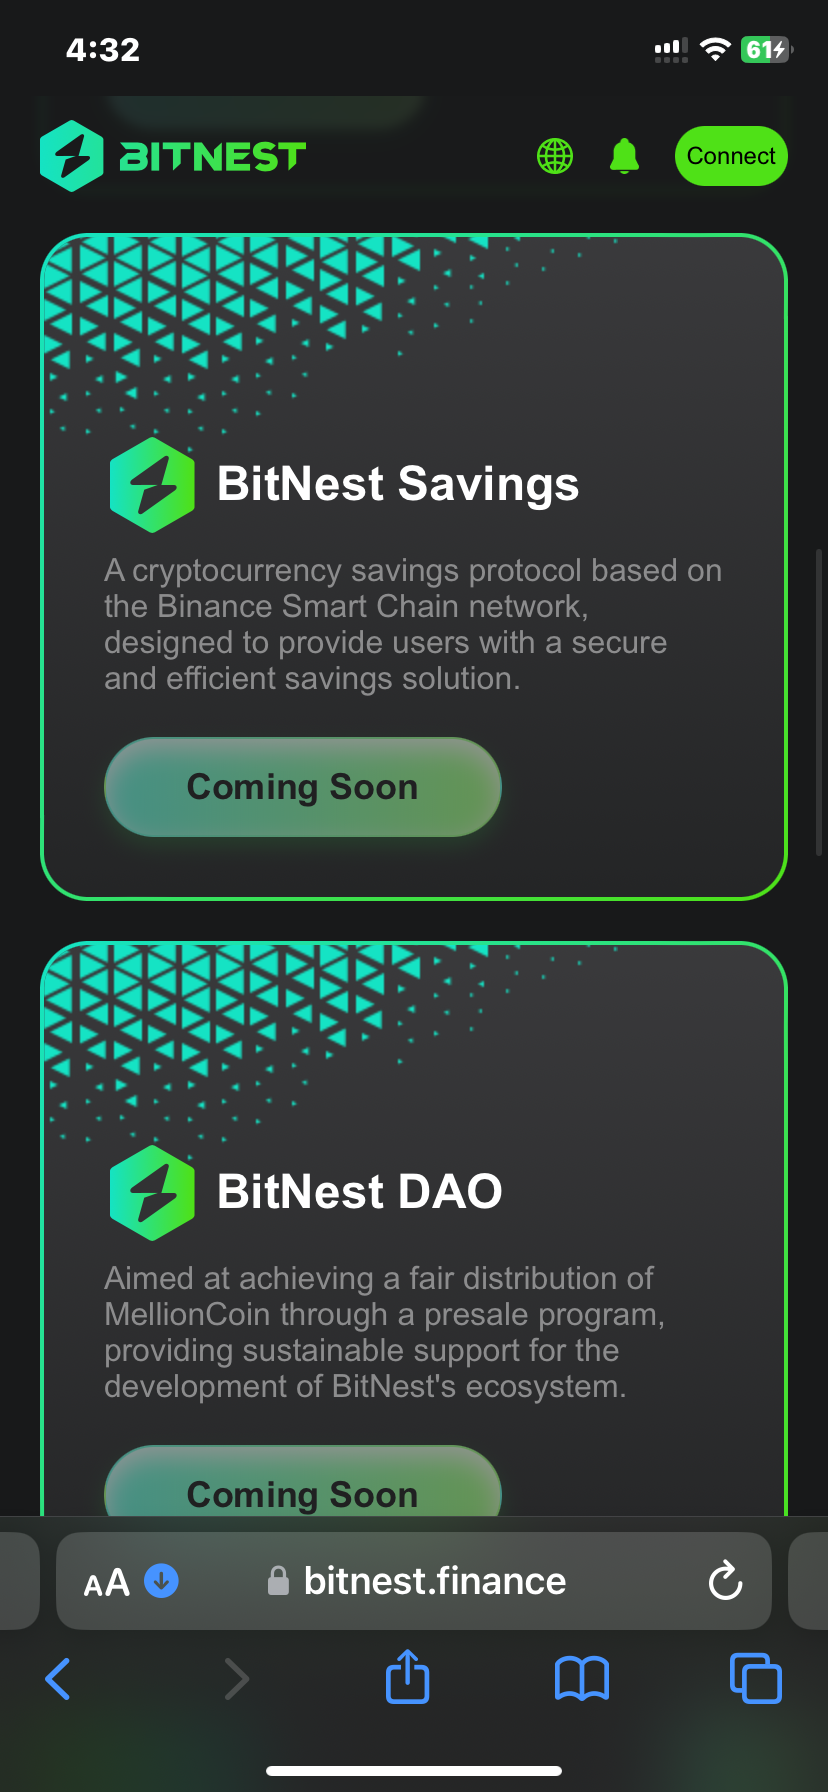 4:32
61
BITNEST
Connect
BitNest Savings
A cryptocurrency savings protocol based on
the Binance Smart Chain network,
designed to provide users with a secure
and efficient savings solution.
Coming Soon
BitNest DAO
Aimed at achieving a fair distribution of
MellionCoin through a presale program,
providing sustainable support for the
development of BitNest's ecosystem.
Coming Soon
AA
bitnest.finance